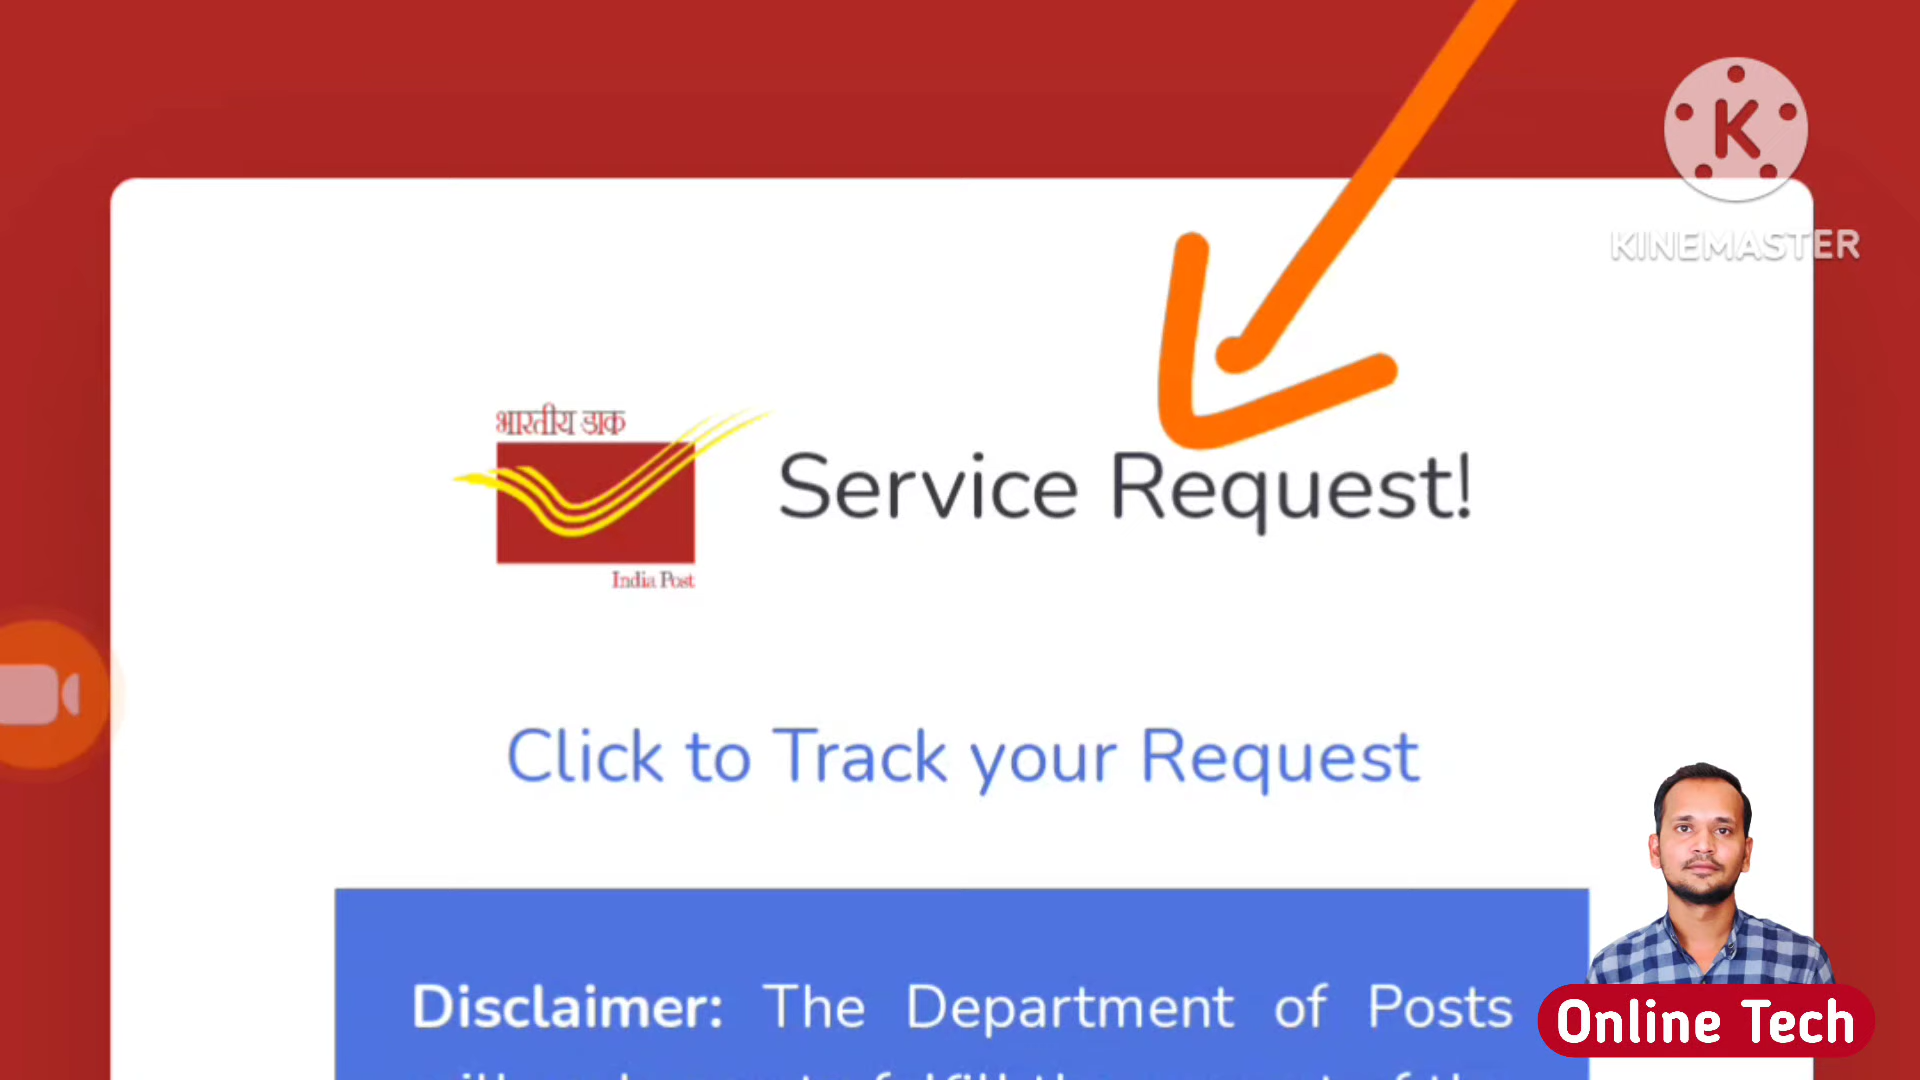 K
KINEMASTER
भारतीय डाक
India Post
Service Request!
Click to Track your Request
Disclaimer: The Department of Posts
Online Tech